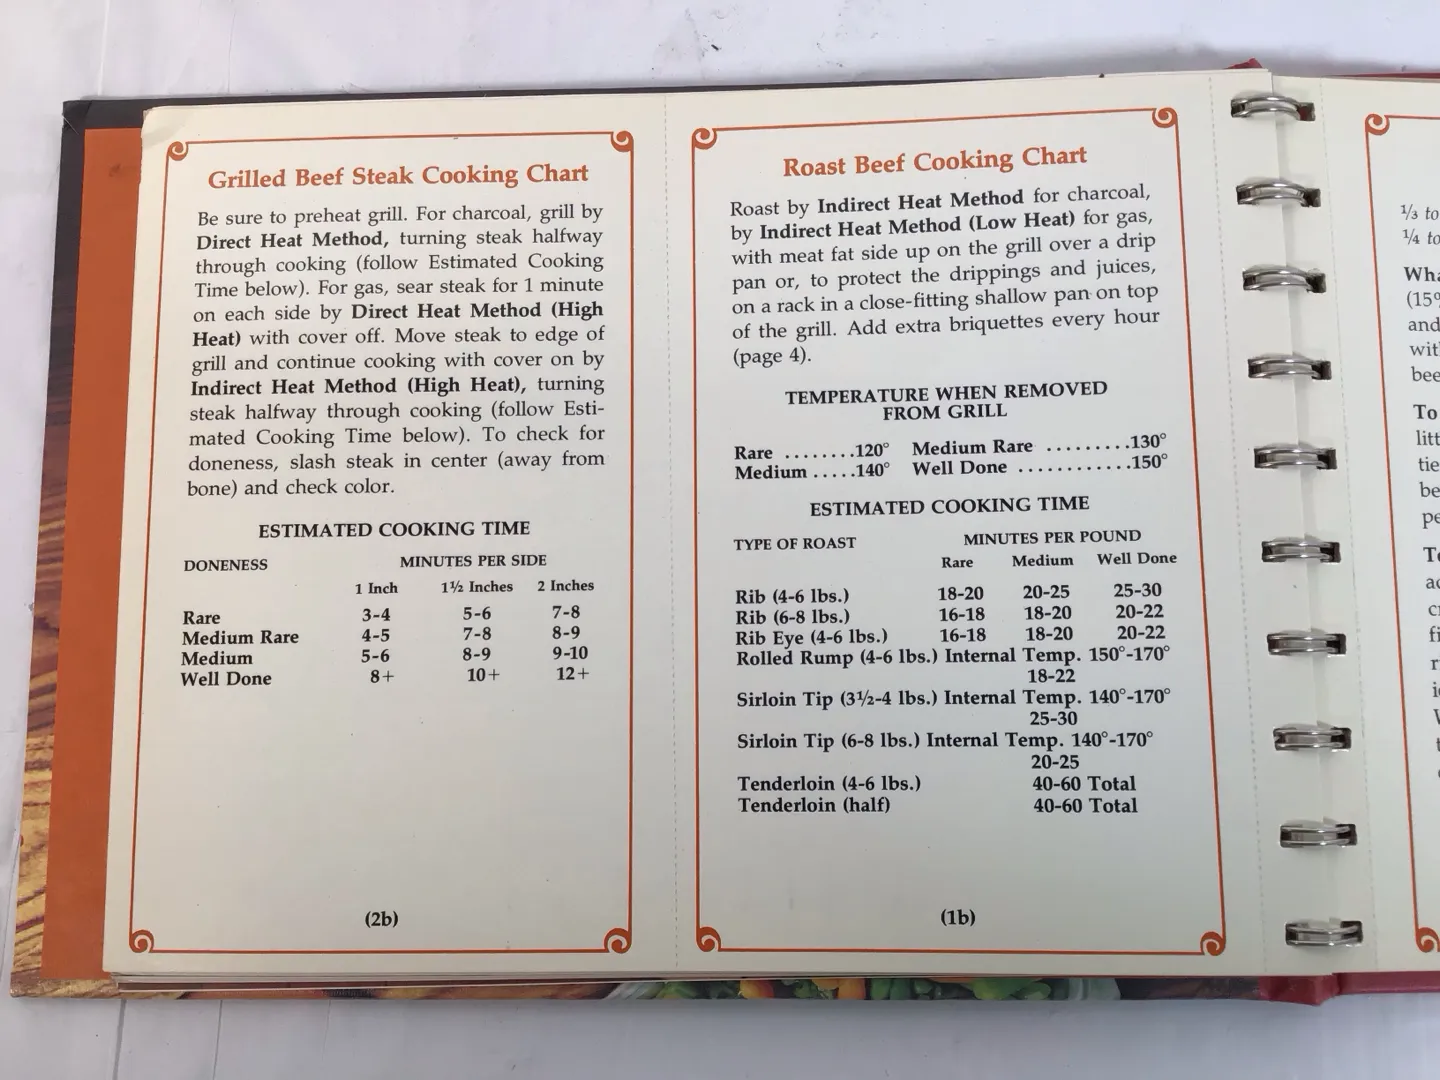 Grilled Beef Steak Cooking Chart
Be sure to preheat grill. For charcoal, grill by
Direct Heat Method, turning steak halfway
through cooking (follow Estimated Cooking
Time below). For gas, sear steak for 1 minute
on each side by Direct Heat Method (High
Heat) with cover off. Move steak to edge of
grill and continue cooking with cover on by
Indirect Heat Method (High Heat), turning
steak halfway through cooking (follow Esti-
mated Cooking Time below). To check for
doneness, slash steak in center (away from
bone) and check color.
ESTIMATED COOKING TIME
DONENESS MINUTES PER SIDE
1 Inch 1½ Inches 2 Inches
Rare 3-4 5-6 7-8
Medium Rare 4-5 7-8 8-9
Medium 5-6 8-9 9-10
Well Done 8+ 10+ 12+
(2b)
Roast Beef Cooking Chart
Roast by Indirect Heat Method for charcoal,
by Indirect Heat Method (Low Heat) for gas,
with meat fat side up on the grill over a drip
pan or, to protect the drippings and juices,
on a rack in a close-fitting shallow pan on top
of the grill. Add extra briquettes every hour
(page 4).
TEMPERATURE WHEN REMOVED
FROM GRILL
Rare ........120° Medium Rare .........130°
Medium .....140° Well Done ............150°
ESTIMATED COOKING TIME
TYPE OF ROAST MINUTES PER POUND
Rare Medium Well Done
Rib (4-6 lbs.) 18-20 20-25 25-30
Rib (6-8 lbs.) 16-18 18-20 20-22
Rib Eye (4-6 lbs.) 16-18 18-20 20-22
Rolled Rump (4-6 lbs.) Internal Temp. 150°-170°
18-22
Sirloin Tip (3½-4 lbs.) Internal Temp. 140°-170°
25-30
Sirloin Tip (6-8 lbs.) Internal Temp. 140°-170°
20-25
Tenderloin (4-6 lbs.) 40-60 Total
Tenderloin (half) 40-60 Total
(1b)
⅓ to
¼ to
(15
and
To